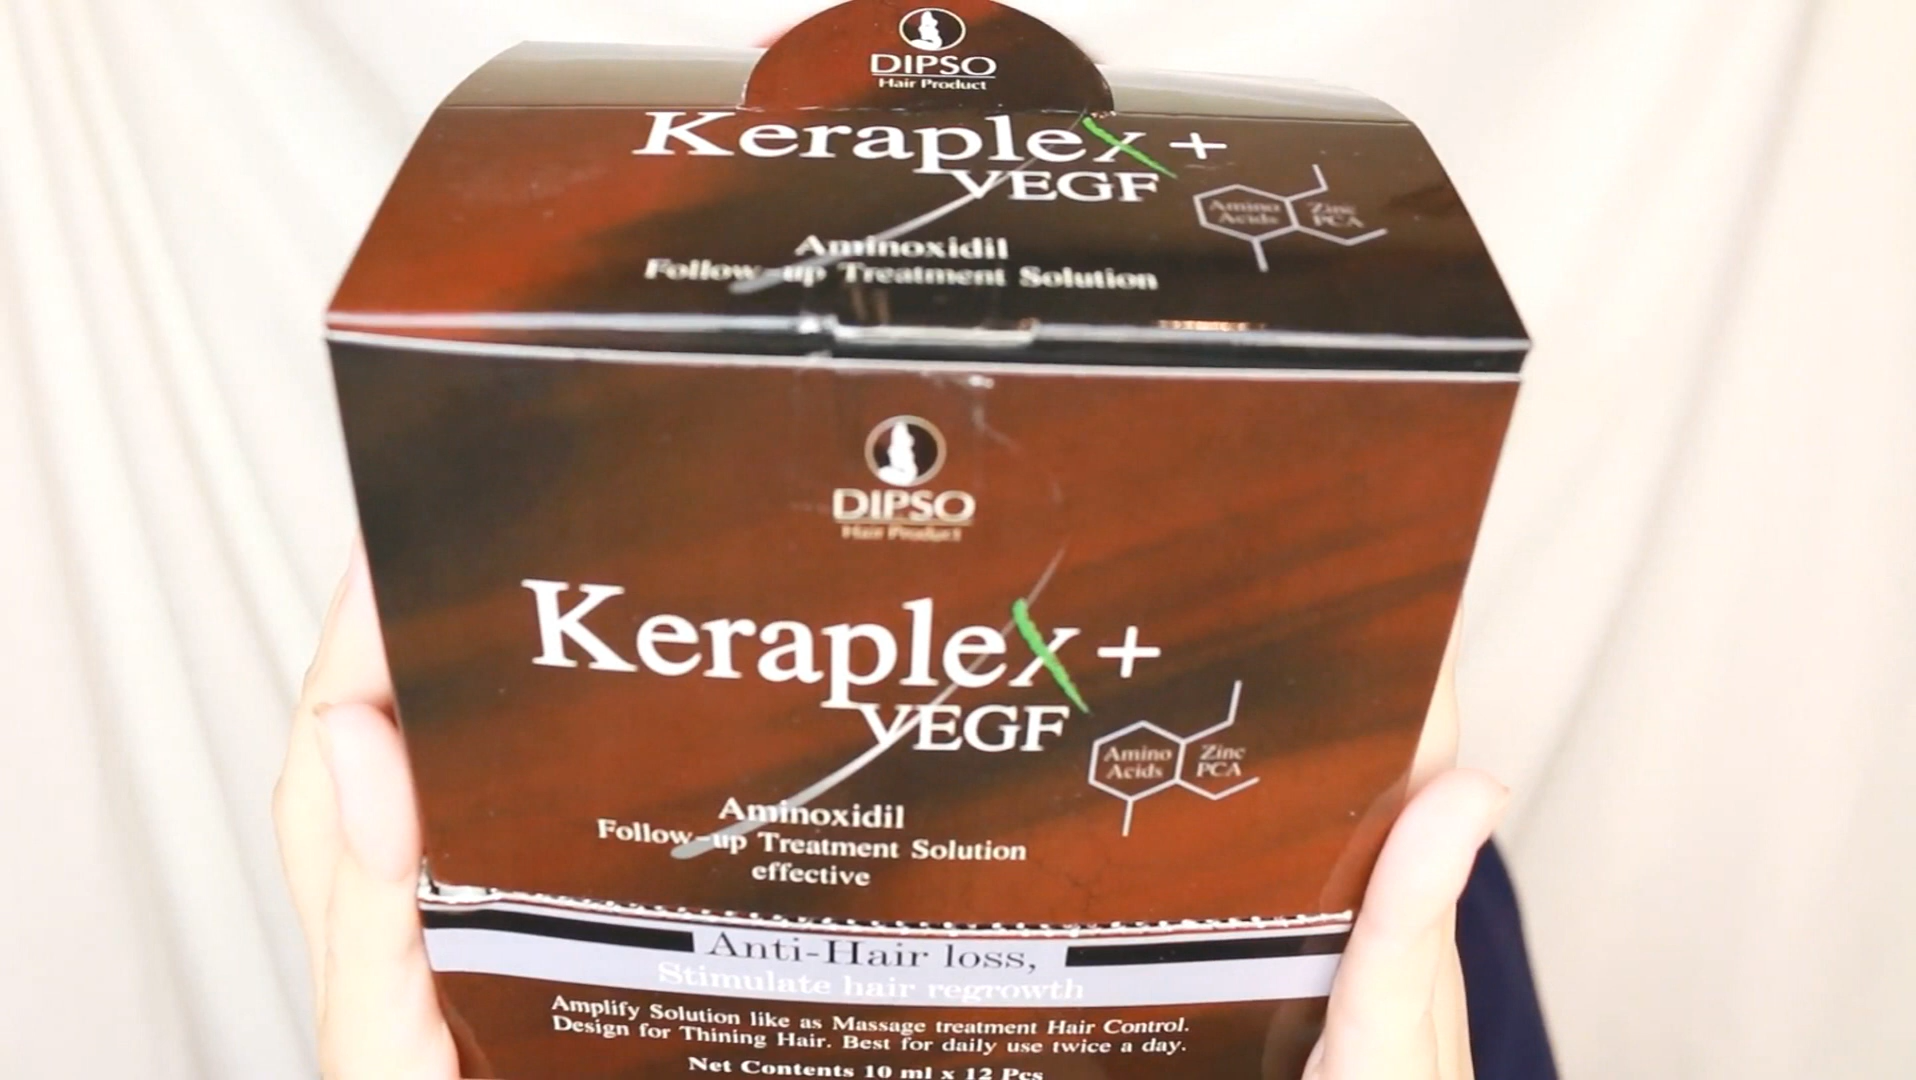 DIPSO
Hair Product
Keraplex+
VEGF
Amino Acids
Zinc PCA
Aminoxidil
Follow-up Treatment Solution
DIPSO
Hair Product
Keraplex+
VEGF
Amino Acids
Zinc PCA
Aminoxidil
Follow-up Treatment Solution
effective
Anti-Hair loss,
Stimulate hair regrowth
Amplify Solution like as Massage treatment Hair Control.
Design for Thining Hair. Best for daily use twice a day.
Net Contents 10 ml x 12 Pcs